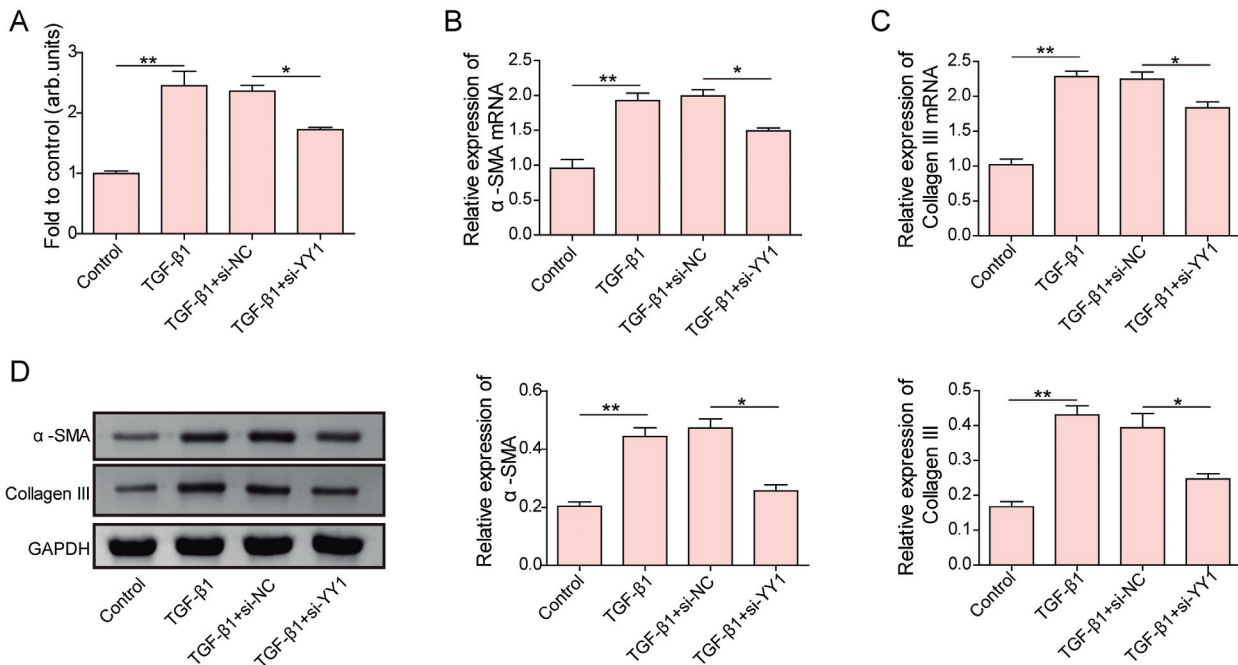 A
Fold to control (arb.units)
3
2
1
0
**
*
Control
TGF-β1
TGF-β1+si-NC
TGF-β1+si-YY1
B
Relative expression of
α -SMA mRNA
2.0
1.5
1.0
0.5
0.0
**
*
Control
TGF-β1
TGF-β1+si-NC
TGF-β1+si-YY1
C
Relative expression of
Collagen III mRNA
2.5
2.0
1.5
1.0
0.5
0.0
**
*
Control
TGF-β1
TGF-β1+si-NC
TGF-β1+si-YY1
D
α -SMA
Collagen III
GAPDH
Control
TGF-β1
TGF-β1+si-NC
TGF-β1+si-YY1
Relative expression of
α -SMA
0.6
0.4
0.2
0.0
**
*
Control
TGF-β1
TGF-β1+si-NC
TGF-β1+si-YY1
Relative expression of
Collagen III
0.5
0.4
0.3
0.2
0.1
0.0
**
*
Control
TGF-β1
TGF-β1+si-NC
TGF-β1+si-YY1